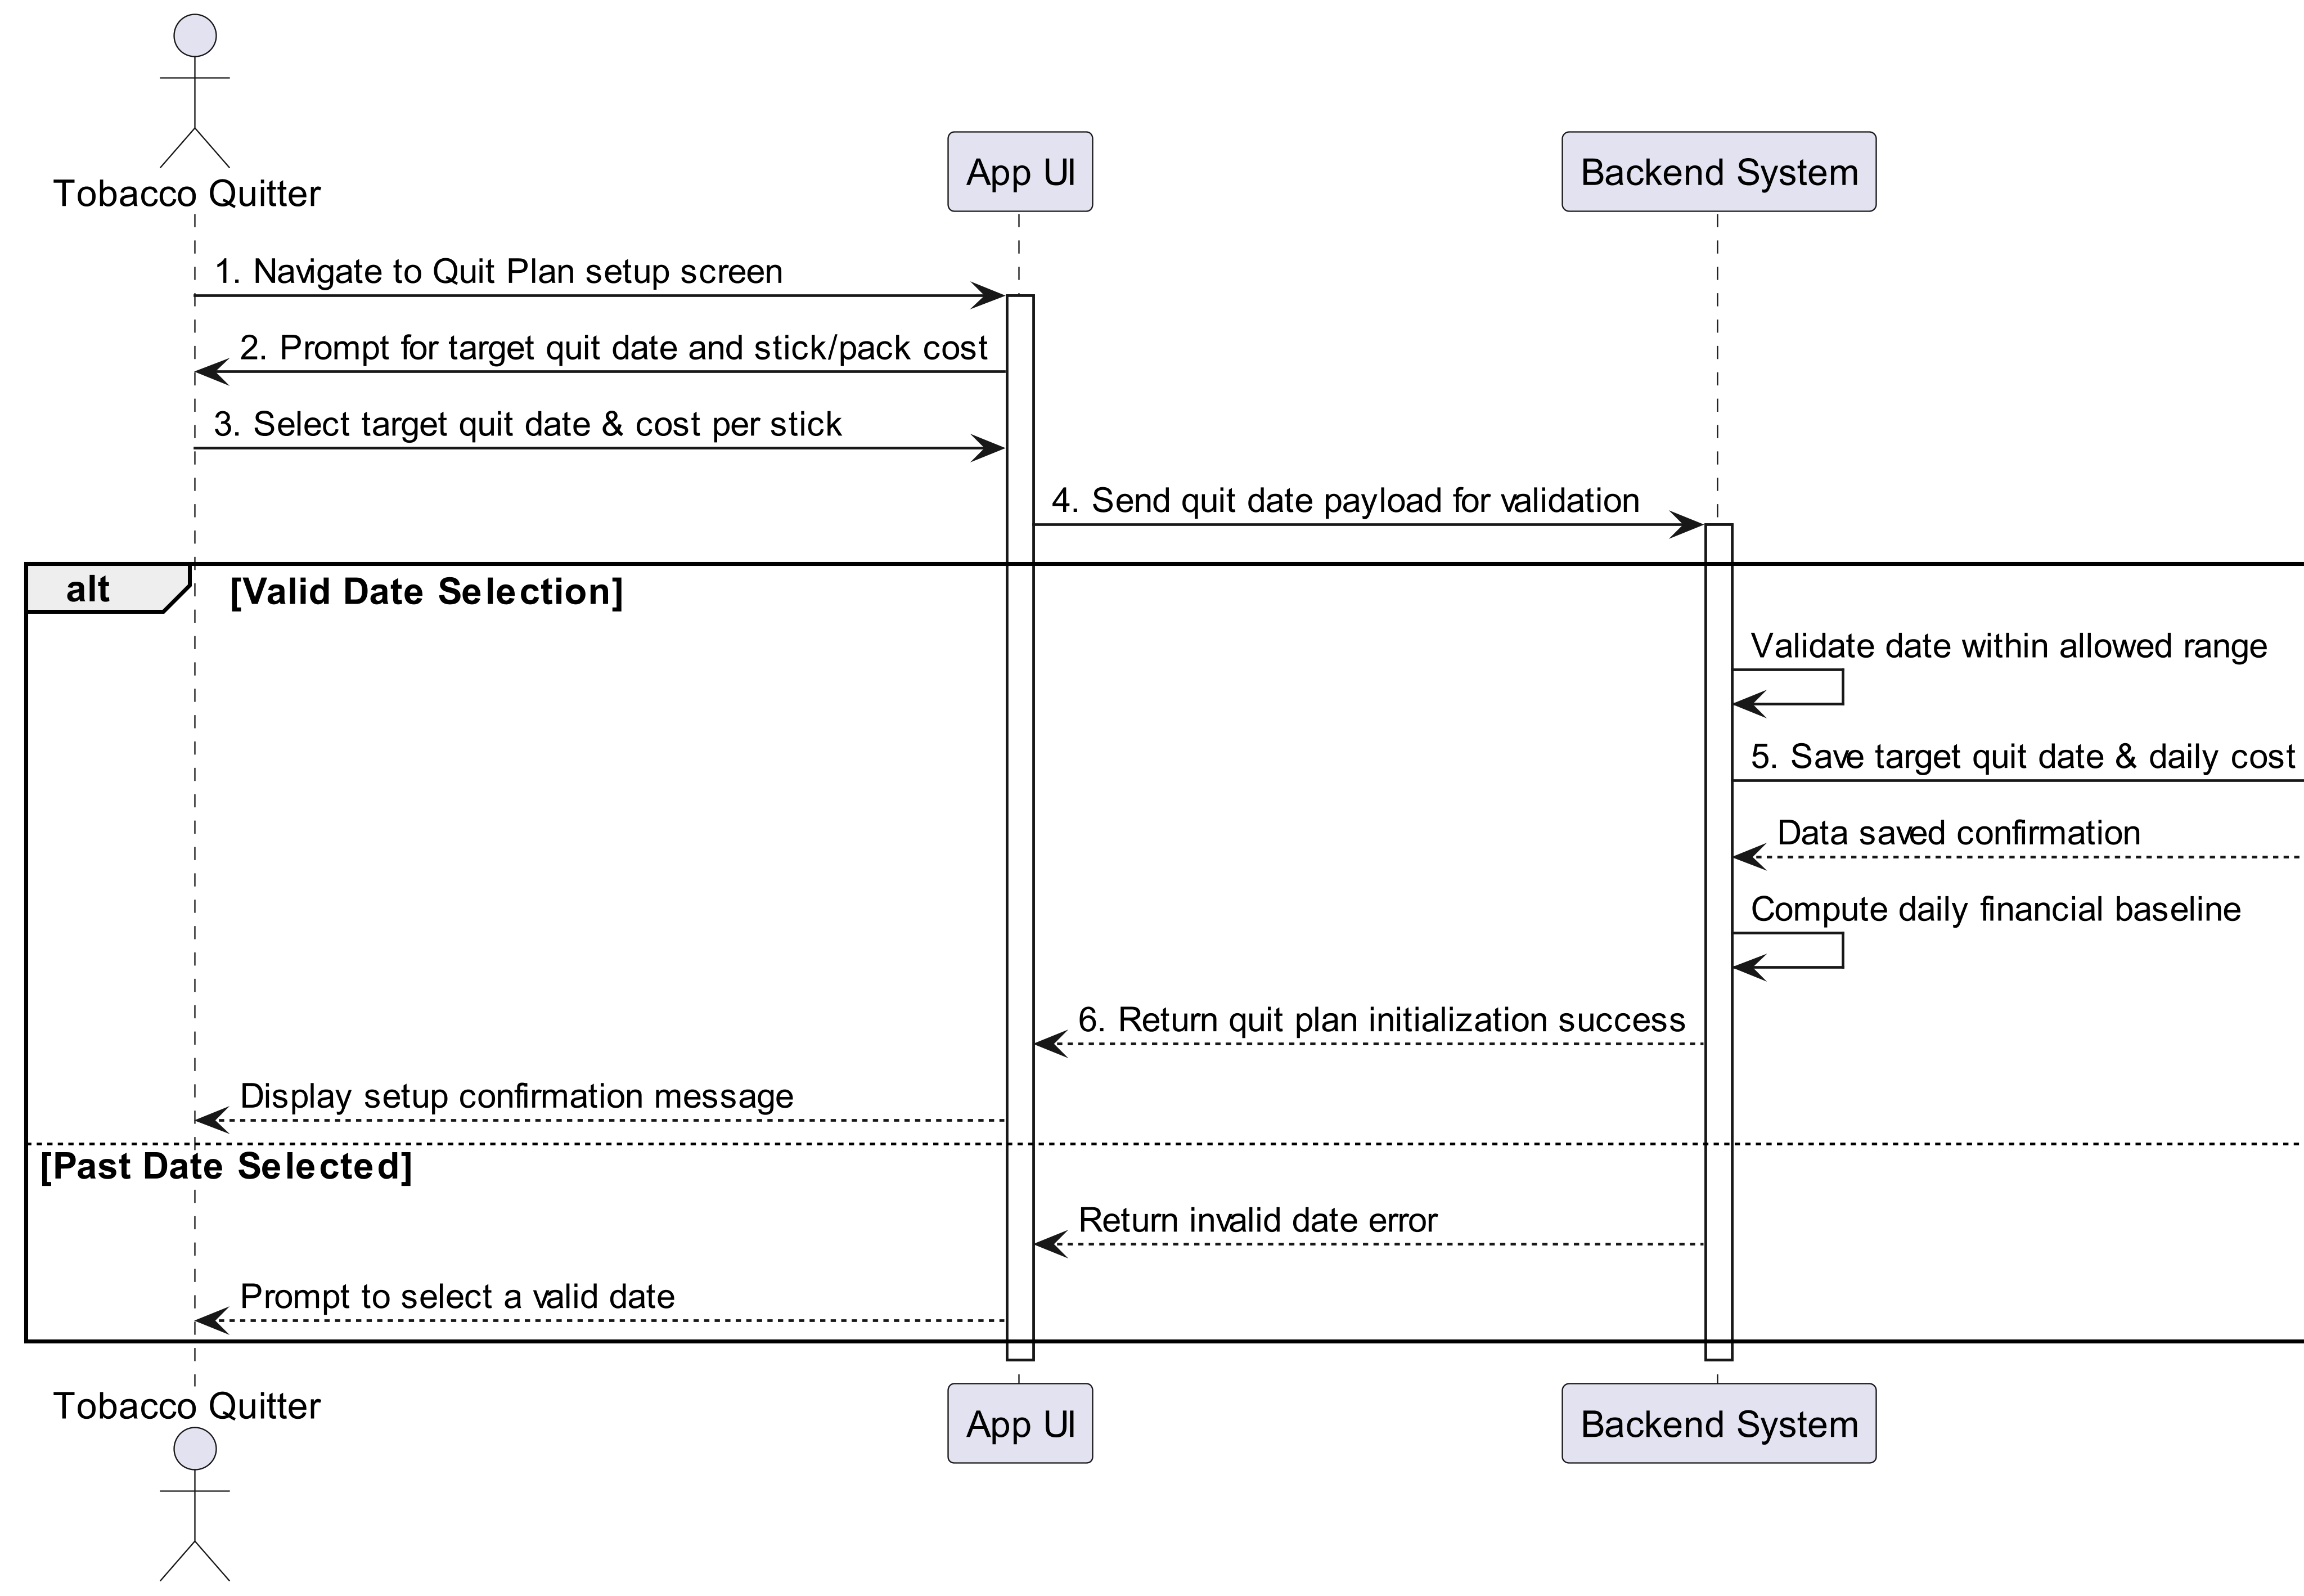 Tobacco Quitter
App UI
Backend System
1. Navigate to Quit Plan setup screen
2. Prompt for target quit date and stick/pack cost
3. Select target quit date & cost per stick
4. Send quit date payload for validation
alt
[Valid Date Selection]
Validate date within allowed range
5. Save target quit date & daily cost
Data saved confirmation
Compute daily financial baseline
6. Return quit plan initialization success
Display setup confirmation message
[Past Date Selected]
Return invalid date error
Prompt to select a valid date
Tobacco Quitter
App UI
Backend System